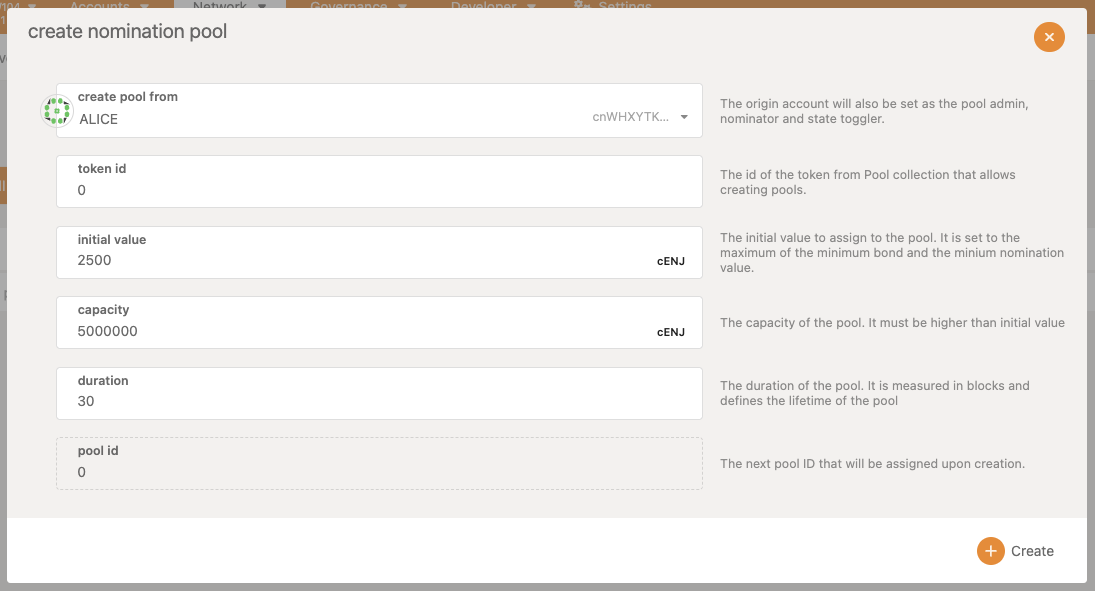 Accounts
Network
Governance
Developer
Settings
create nomination pool
create pool from
ALICE
cnWHXYTK...
The origin account will also be set as the pool admin,
nominator and state toggler.
token id
0
The id of the token from Pool collection that allows
creating pools.
initial value
2500
cENJ
The initial value to assign to the pool. It is set to the
maximum of the minimum bond and the minium nomination
value.
capacity
5000000
cENJ
The capacity of the pool. It must be higher than initial value
duration
30
The duration of the pool. It is measured in blocks and
defines the lifetime of the pool
pool id
0
The next pool ID that will be assigned upon creation.
Create